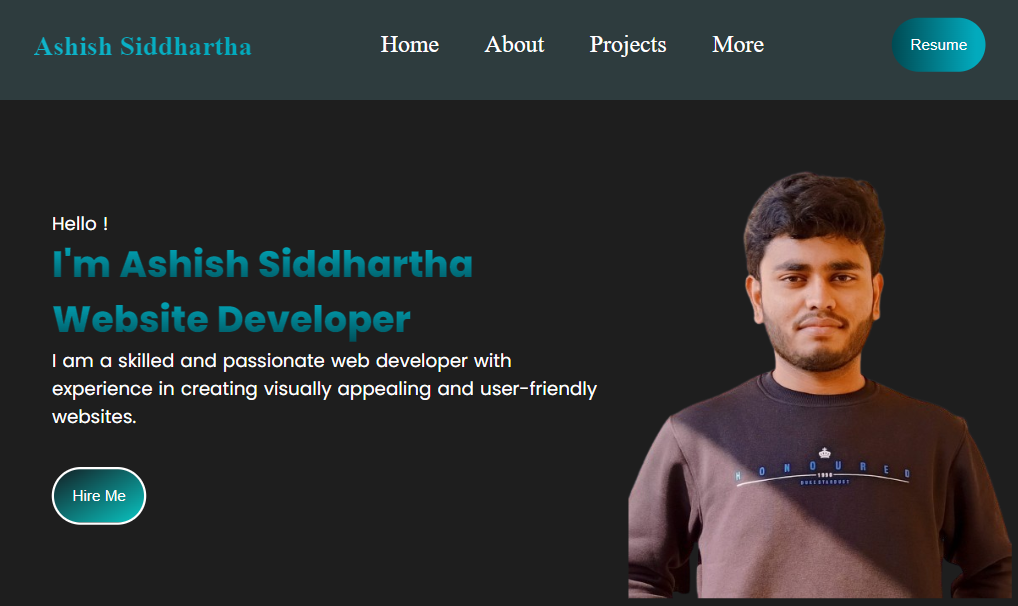 Ashish Siddhartha
Home About Projects More
Resume
Hello !
I'm Ashish Siddhartha
Website Developer
I am a skilled and passionate web developer with
experience in creating visually appealing and user-friendly
websites.
Hire Me
HONOURED
1996